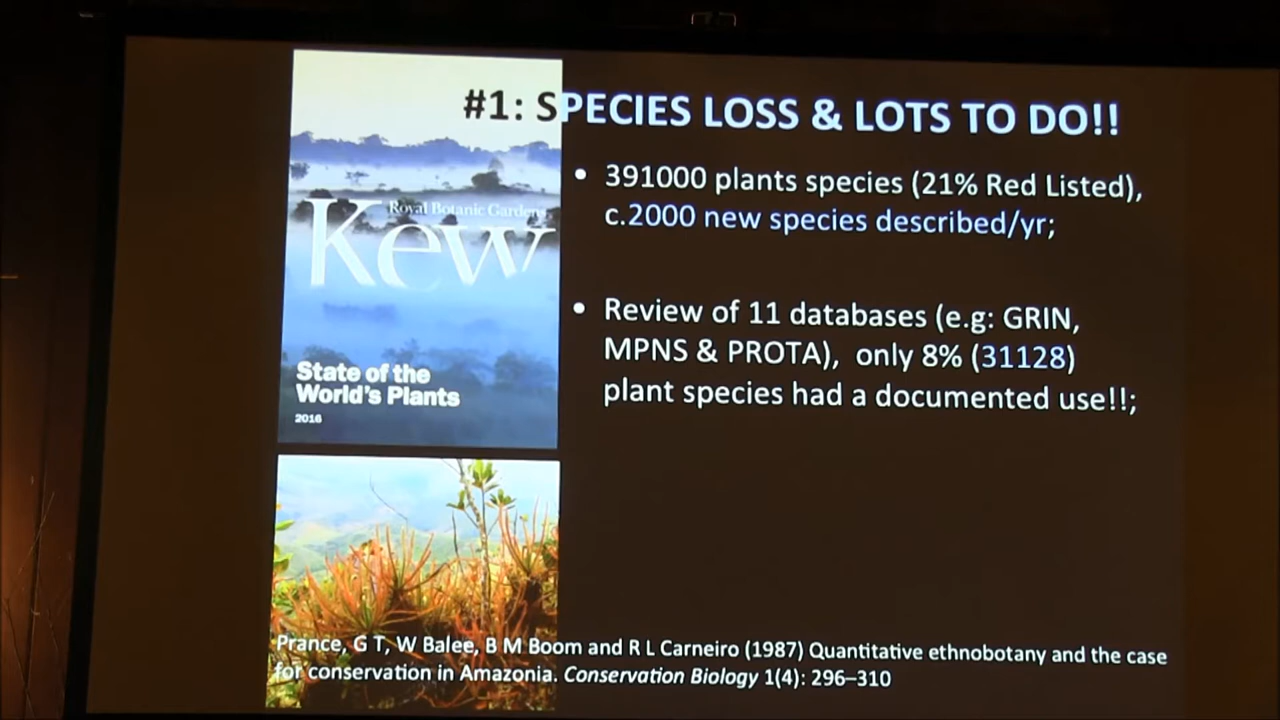 #1: SPECIES LOSS & LOTS TO DO!!
Royal Botanic Gardens
Kew
State of the
World's Plants
2016
• 391000 plants species (21% Red Listed),
c.2000 new species described/yr;
• Review of 11 databases (e.g: GRIN,
MPNS & PROTA), only 8% (31128)
plant species had a documented use!!;
Prance, G T, W Balee, B M Boom and R L Carneiro (1987) Quantitative ethnobotany and the case
for conservation in Amazonia. Conservation Biology 1(4): 296–310